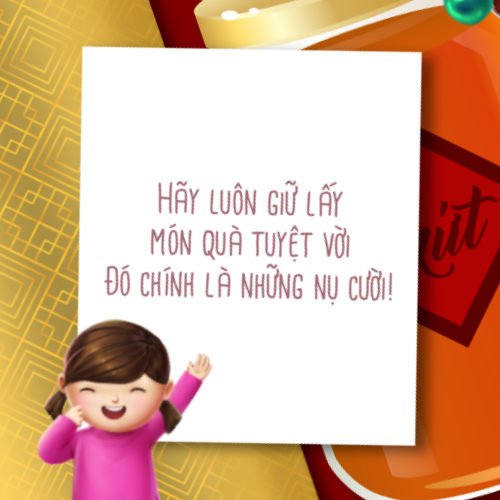 Hãy luôn giữ lấy
món quà tuyệt vời
Đó chính là những nụ cười!